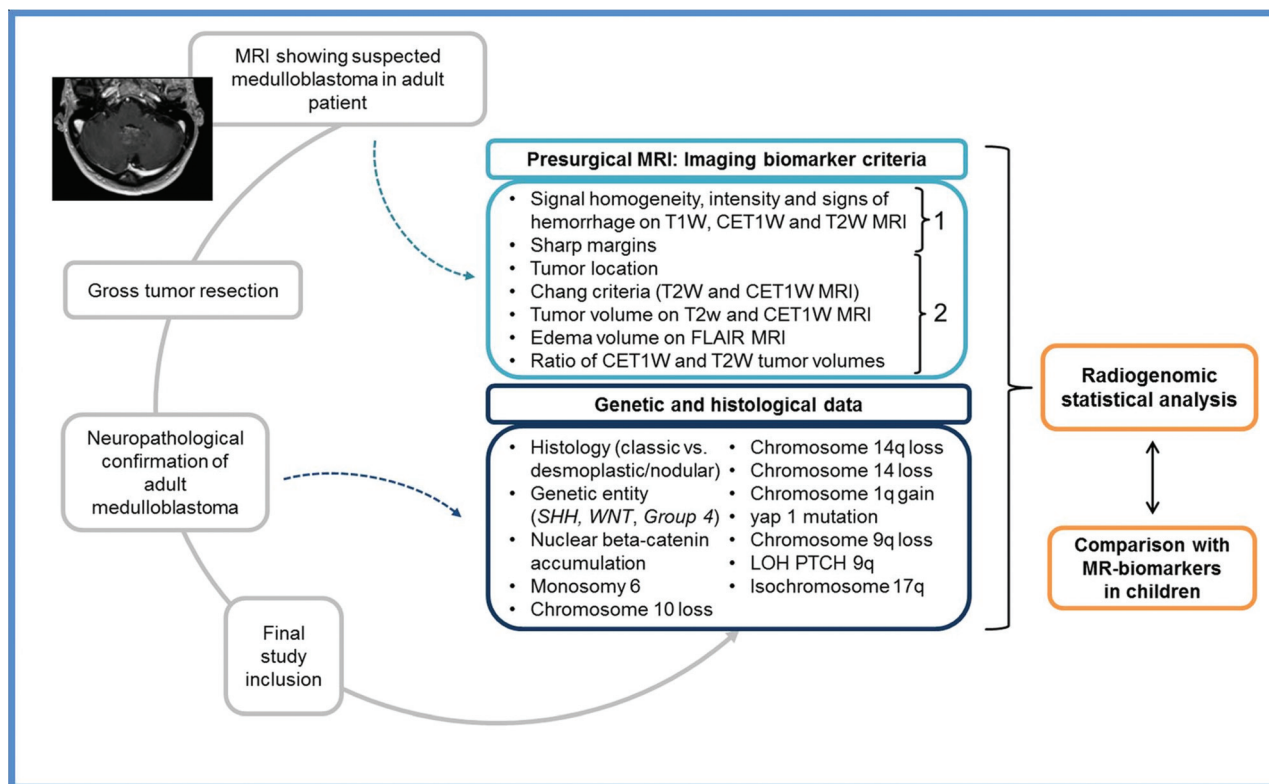 MRI showing suspected
medulloblastoma in adult
patient
Gross tumor resection
Neuropathological
confirmation of
adult
medulloblastoma
Final
study
inclusion
Presurgical MRI: Imaging biomarker criteria
• Signal homogeneity, intensity and signs of
hemorrhage on T1W, CET1W and T2W MRI
• Sharp margins
1
• Tumor location
• Chang criteria (T2W and CET1W MRI)
• Tumor volume on T2w and CET1W MRI
• Edema volume on FLAIR MRI
• Ratio of CET1W and T2W tumor volumes
2
Genetic and histological data
• Histology (classic vs.
desmoplastic/nodular)
• Genetic entity
(SHH, WNT, Group 4)
• Nuclear beta-catenin
accumulation
• Monosomy 6
• Chromosome 10 loss
• Chromosome 14q loss
• Chromosome 14 loss
• Chromosome 1q gain
• yap 1 mutation
• Chromosome 9q loss
• LOH PTCH 9q
• Isochromosome 17q
Radiogenomic
statistical analysis
Comparison with
MR-biomarkers
in children